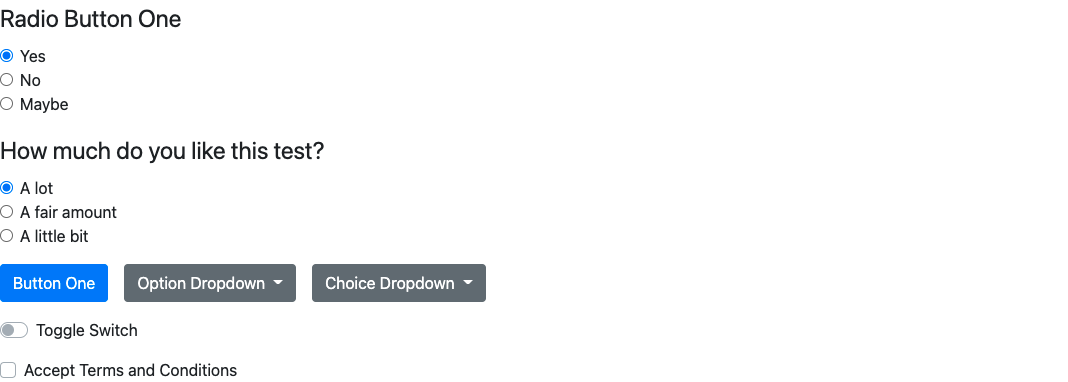 Radio Button One
Yes
No
Maybe
How much do you like this test?
A lot
A fair amount
A little bit
Button One Option Dropdown Choice Dropdown
Toggle Switch
Accept Terms and Conditions